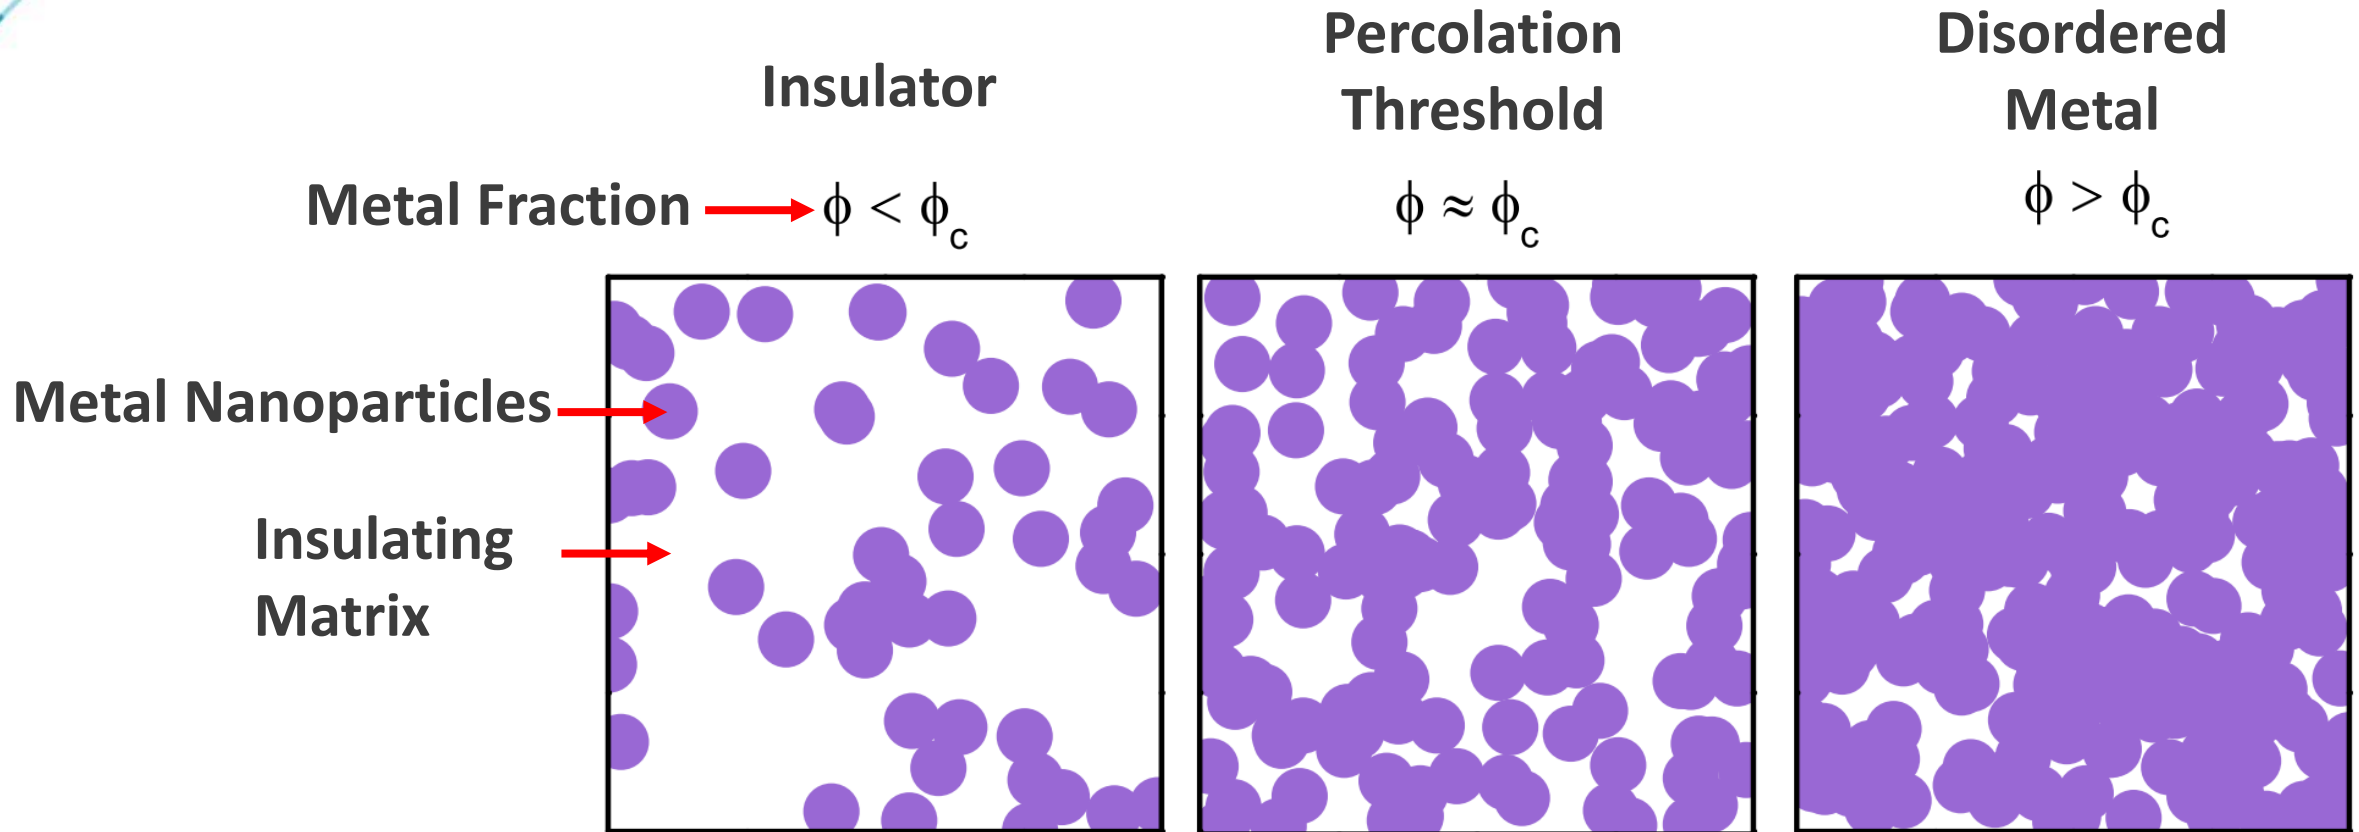 Insulator
Percolation
Threshold
Disordered
Metal
Metal Fraction
ϕ < ϕc
ϕ ≈ ϕc
ϕ > ϕc
Metal Nanoparticles
Insulating
Matrix